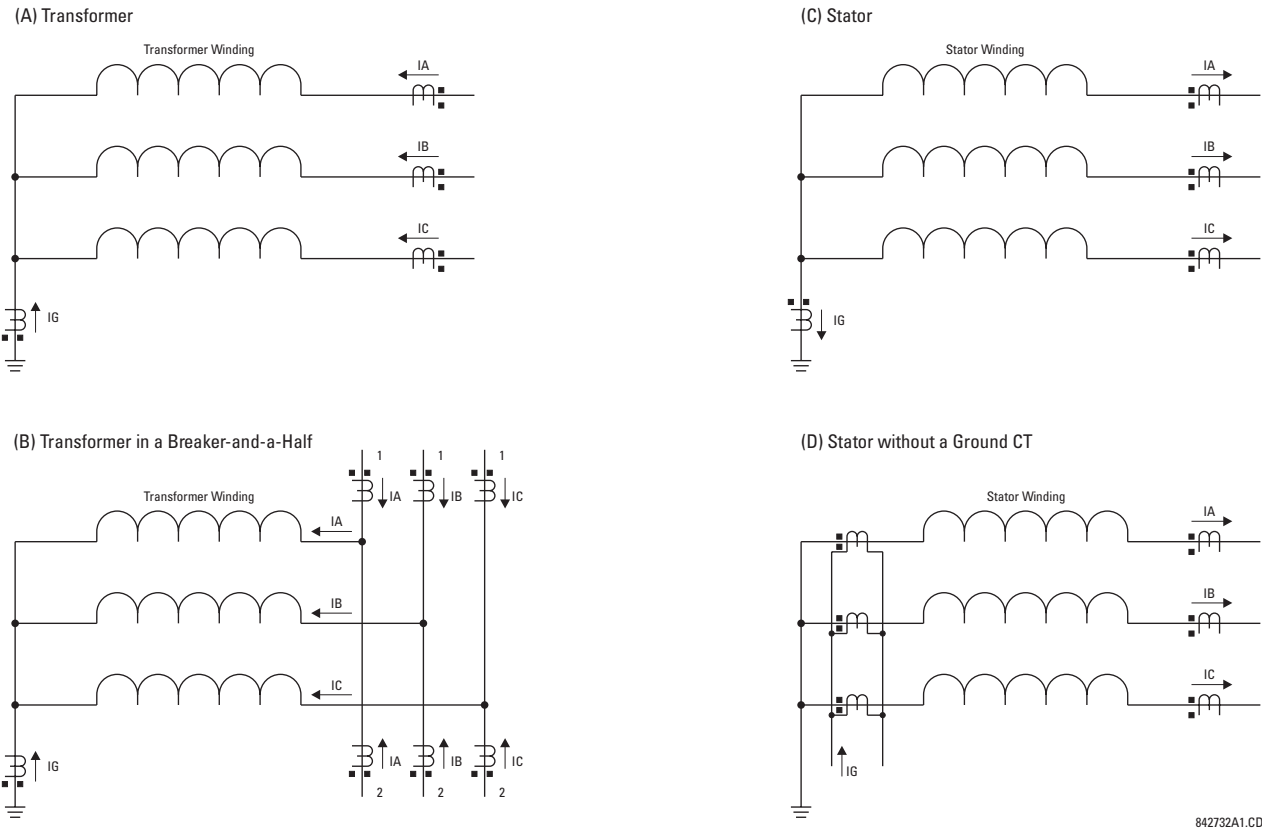 (A) Transformer
Transformer Winding
IA
IB
IC
IG
(C) Stator
Stator Winding
IA
IB
IC
IG
(B) Transformer in a Breaker-and-a-Half
1
1
1
Transformer Winding
IA
IB
IC
IA
IB
IC
IG
IA
IB
IC
2
2
2
(D) Stator without a Ground CT
Stator Winding
IA
IB
IC
IG
842732A1.CD